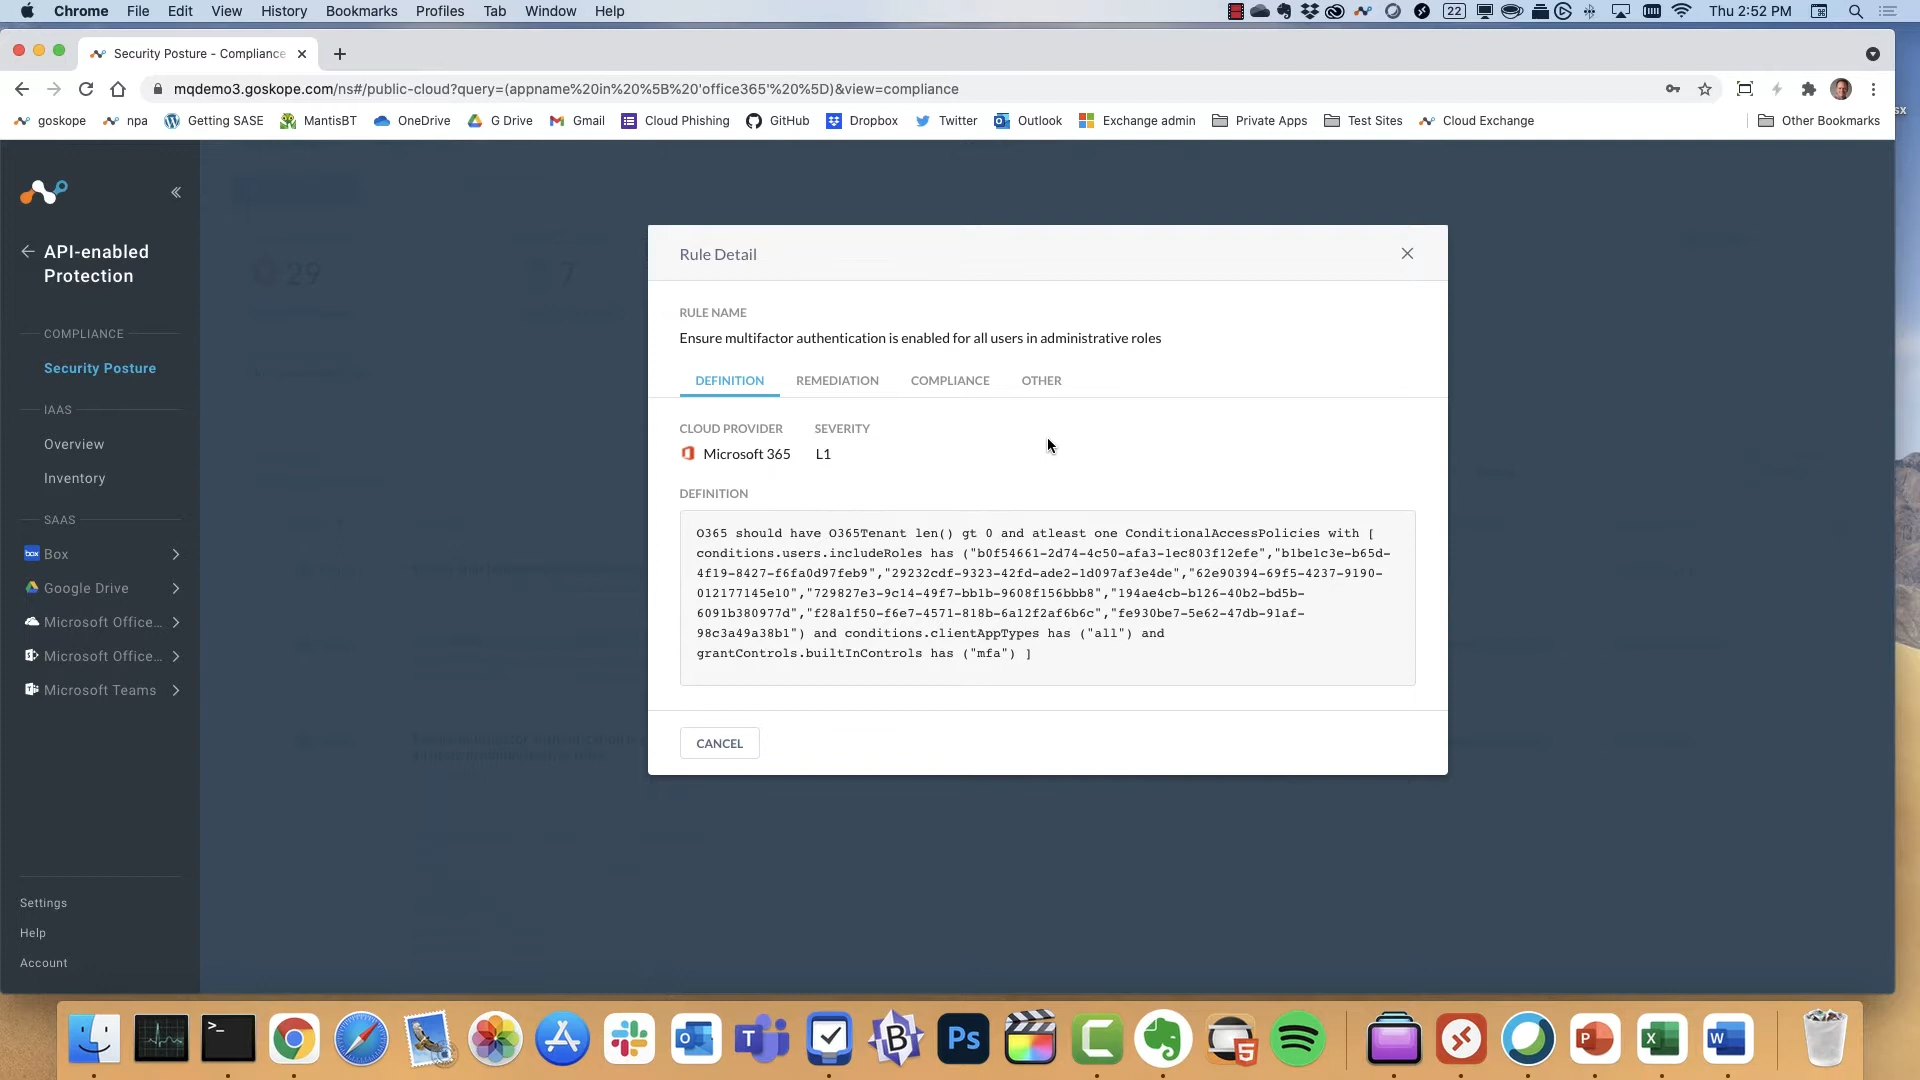 Chrome File Edit View History Bookmarks Profiles Tab Window Help 22 Thu 2:52 PM
Security Posture - Compliance
mqdemo3.goskope.com/ns#/public-cloud?query=(appname%20in%20%5B%20'office365'%20%5D)&view=compliance
goskope npa Getting SASE MantisBT OneDrive G Drive Gmail Cloud Phishing GitHub Dropbox Twitter Outlook Exchange admin Private Apps Test Sites Cloud Exchange Other Bookmarks
sx
API-enabled
Protection
COMPLIANCE
Security Posture
IAAS
Overview
Inventory
SAAS
box Box
Google Drive
Microsoft Office...
Microsoft Office...
Microsoft Teams
Settings
Help
Account
29
7
Rule Detail
RULE NAME
Ensure multifactor authentication is enabled for all users in administrative roles
DEFINITION REMEDIATION COMPLIANCE OTHER
CLOUD PROVIDER SEVERITY
Microsoft 365 L1
DEFINITION
O365 should have O365Tenant len() gt 0 and atleast one ConditionalAccessPolicies with [
conditions.users.includeRoles has ("b0f54661-2d74-4c50-afa3-1ec803f12efe","b1be1c3e-b65d-
4f19-8427-f6fa0d97feb9","29232cdf-9323-42fd-ade2-1d097af3e4de","62e90394-69f5-4237-9190-
012177145e10","729827e3-9c14-49f7-bb1b-9608f156bbb8","194ae4cb-b126-40b2-bd5b-
6091b380977d","f28a1f50-f6e7-4571-818b-6a12f2af6b6c","fe930be7-5e62-47db-91af-
98c3a49a38b1") and conditions.clientAppTypes has ("all") and
grantControls.builtInControls has ("mfa") ]
CANCEL
>_ Ps 5 P X W